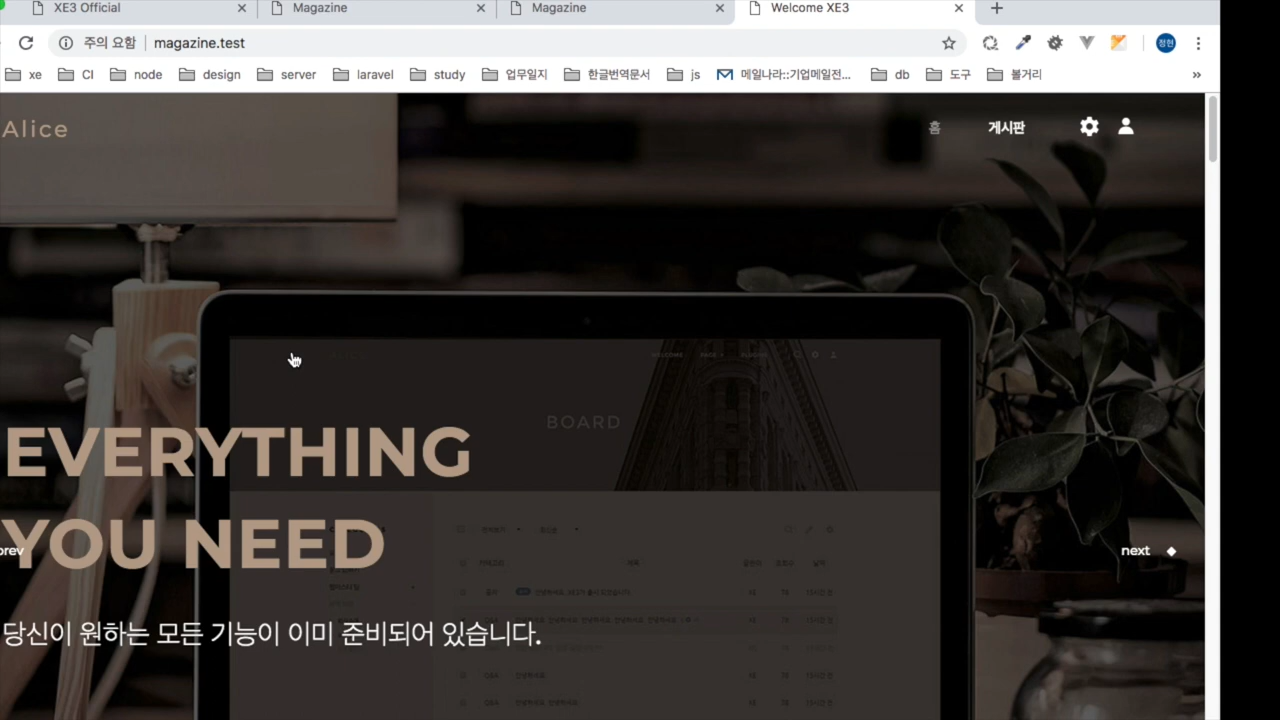 XE3 Official
Magazine
Magazine
Welcome XE3
주의 요함
magazine.test
정현
xe
CI
node
design
server
laravel
study
업무일지
한글번역문서
js
메일나라::기업메일전...
db
도구
볼거리
Alice
홈
게시판
BOARD
EVERYTHING
YOU NEED
prev
next
당신이 원하는 모든 기능이 이미 준비되어 있습니다.